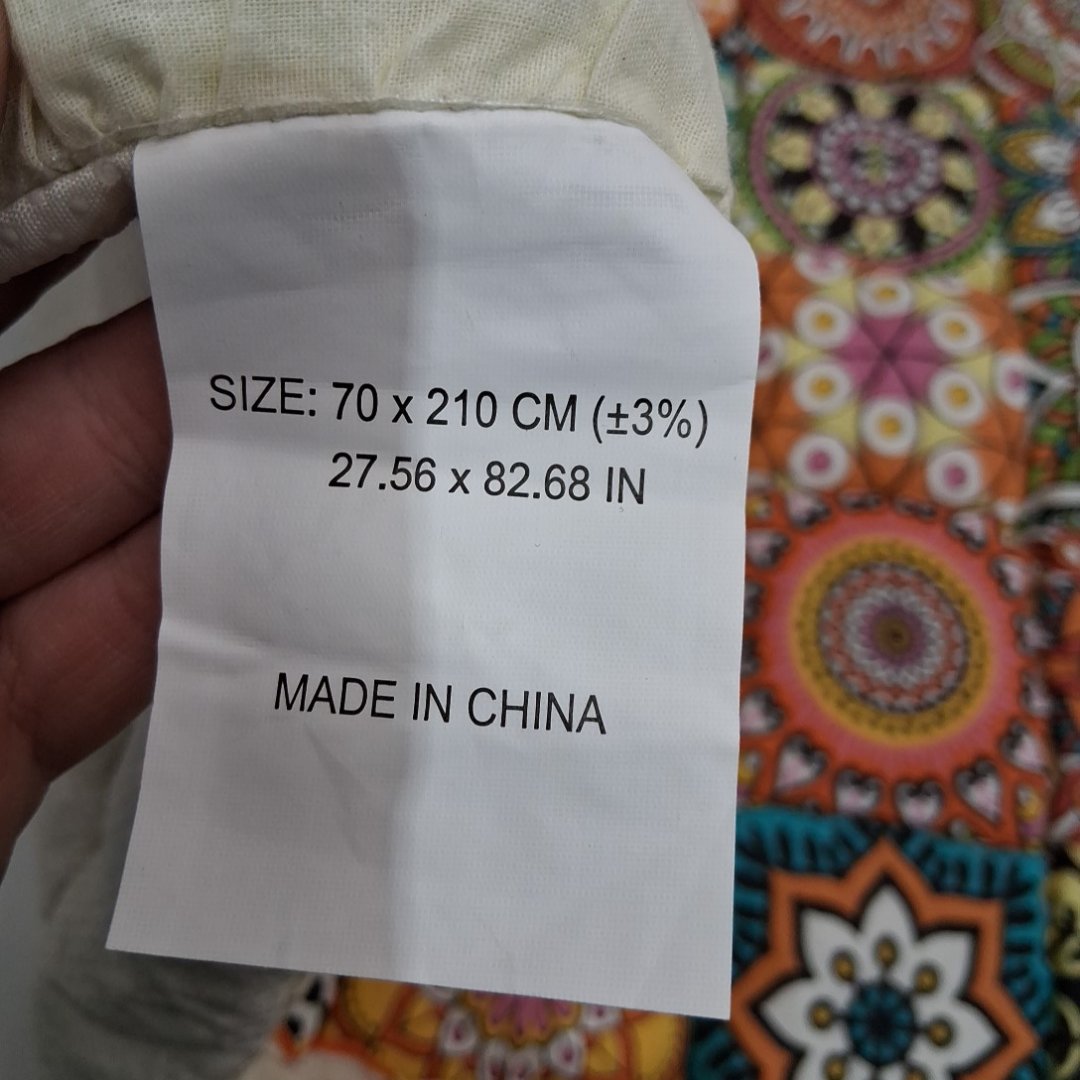 SIZE: 70 x 210 CM (±3%)
27.56 x 82.68 IN
MADE IN CHINA